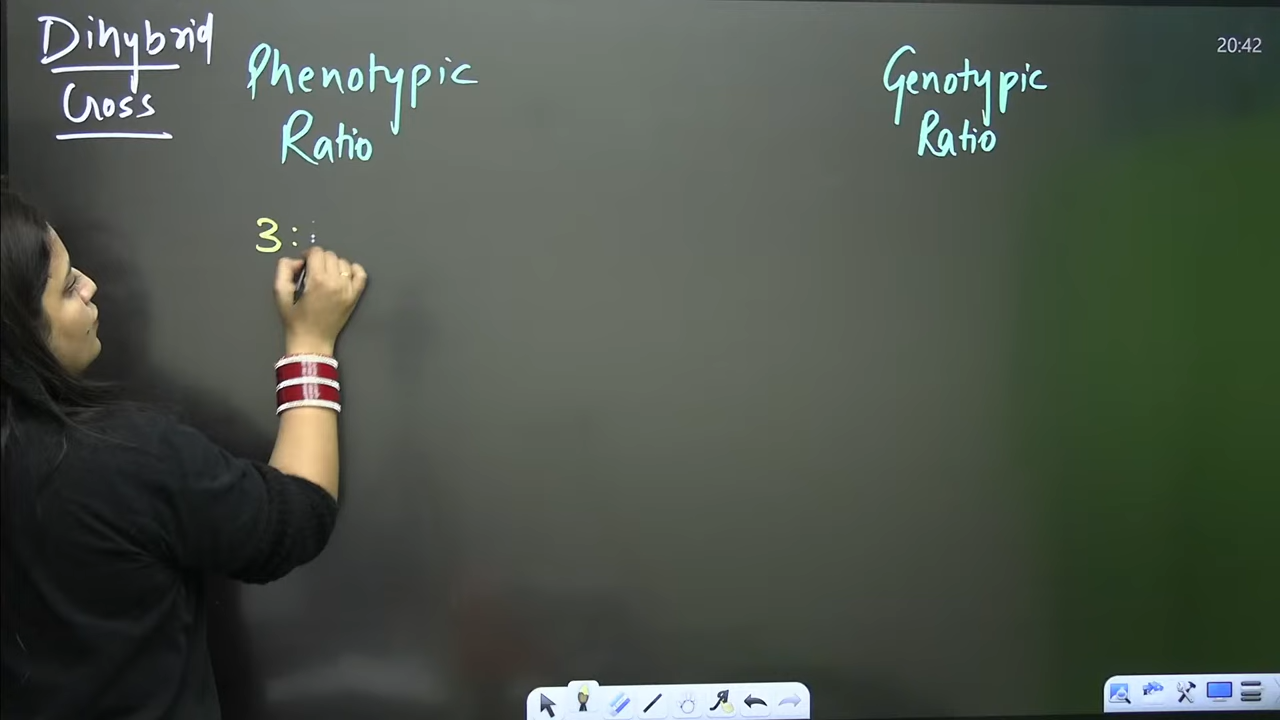 Dihybrid
Cross
Phenotypic
Ratio
3 :
Genotypic
Ratio
20:42